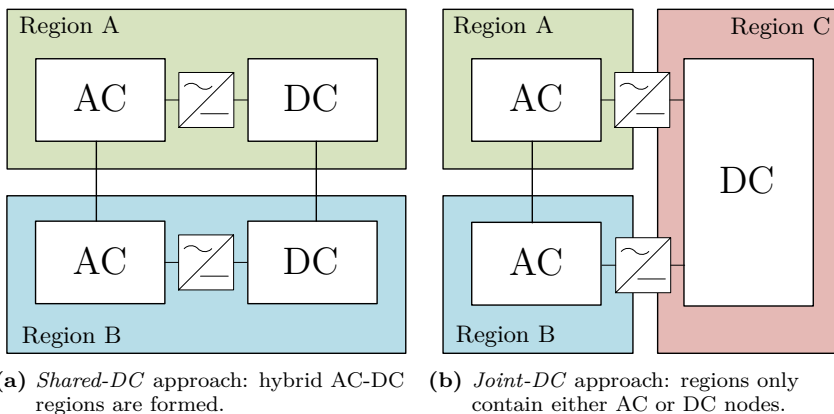 Region A
AC
DC
AC
DC
Region B
Region A
Region C
AC
DC
AC
Region B
(a) Shared-DC approach: hybrid AC-DC
regions are formed.
(b) Joint-DC approach: regions only
contain either AC or DC nodes.